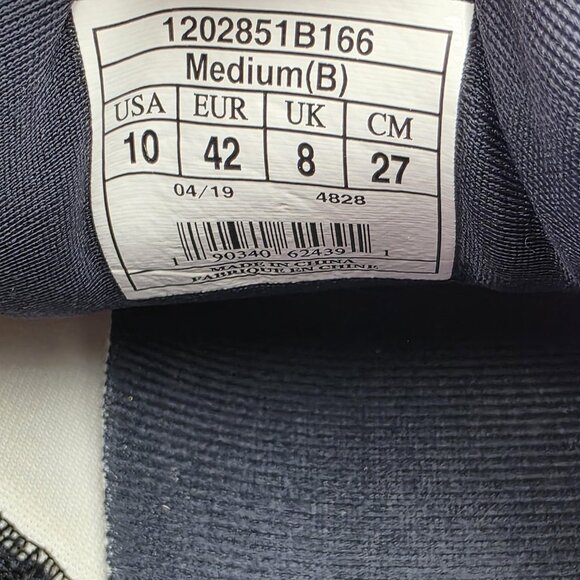 1202851B166
Medium(B)
USA EUR UK CM
10 42 8 27
04/19 4828
1 90340 62439 1
MADE IN CHINA
FABRIQUE EN CHINE